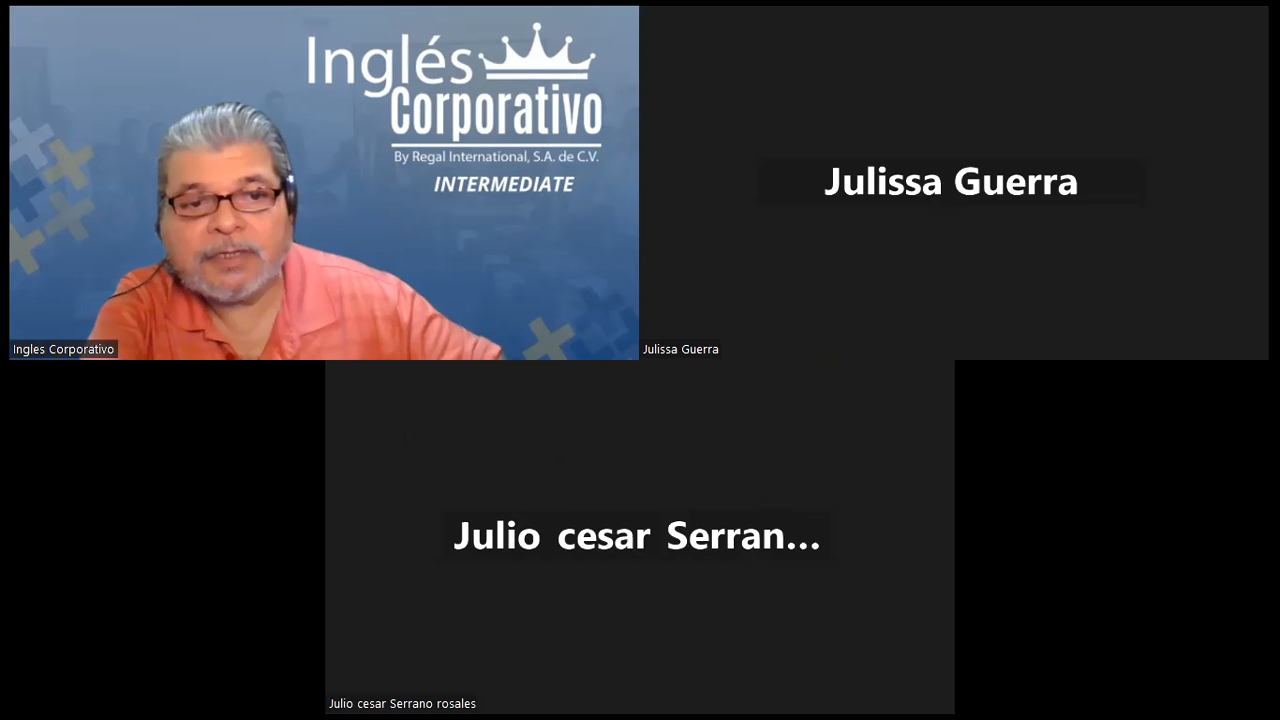 Inglés
Corporativo
By Regal International, S.A. de C.V.
INTERMEDIATE
Ingles Corporativo
Julissa Guerra
Julissa Guerra
Julio cesar Serran...
Julio cesar Serrano rosales